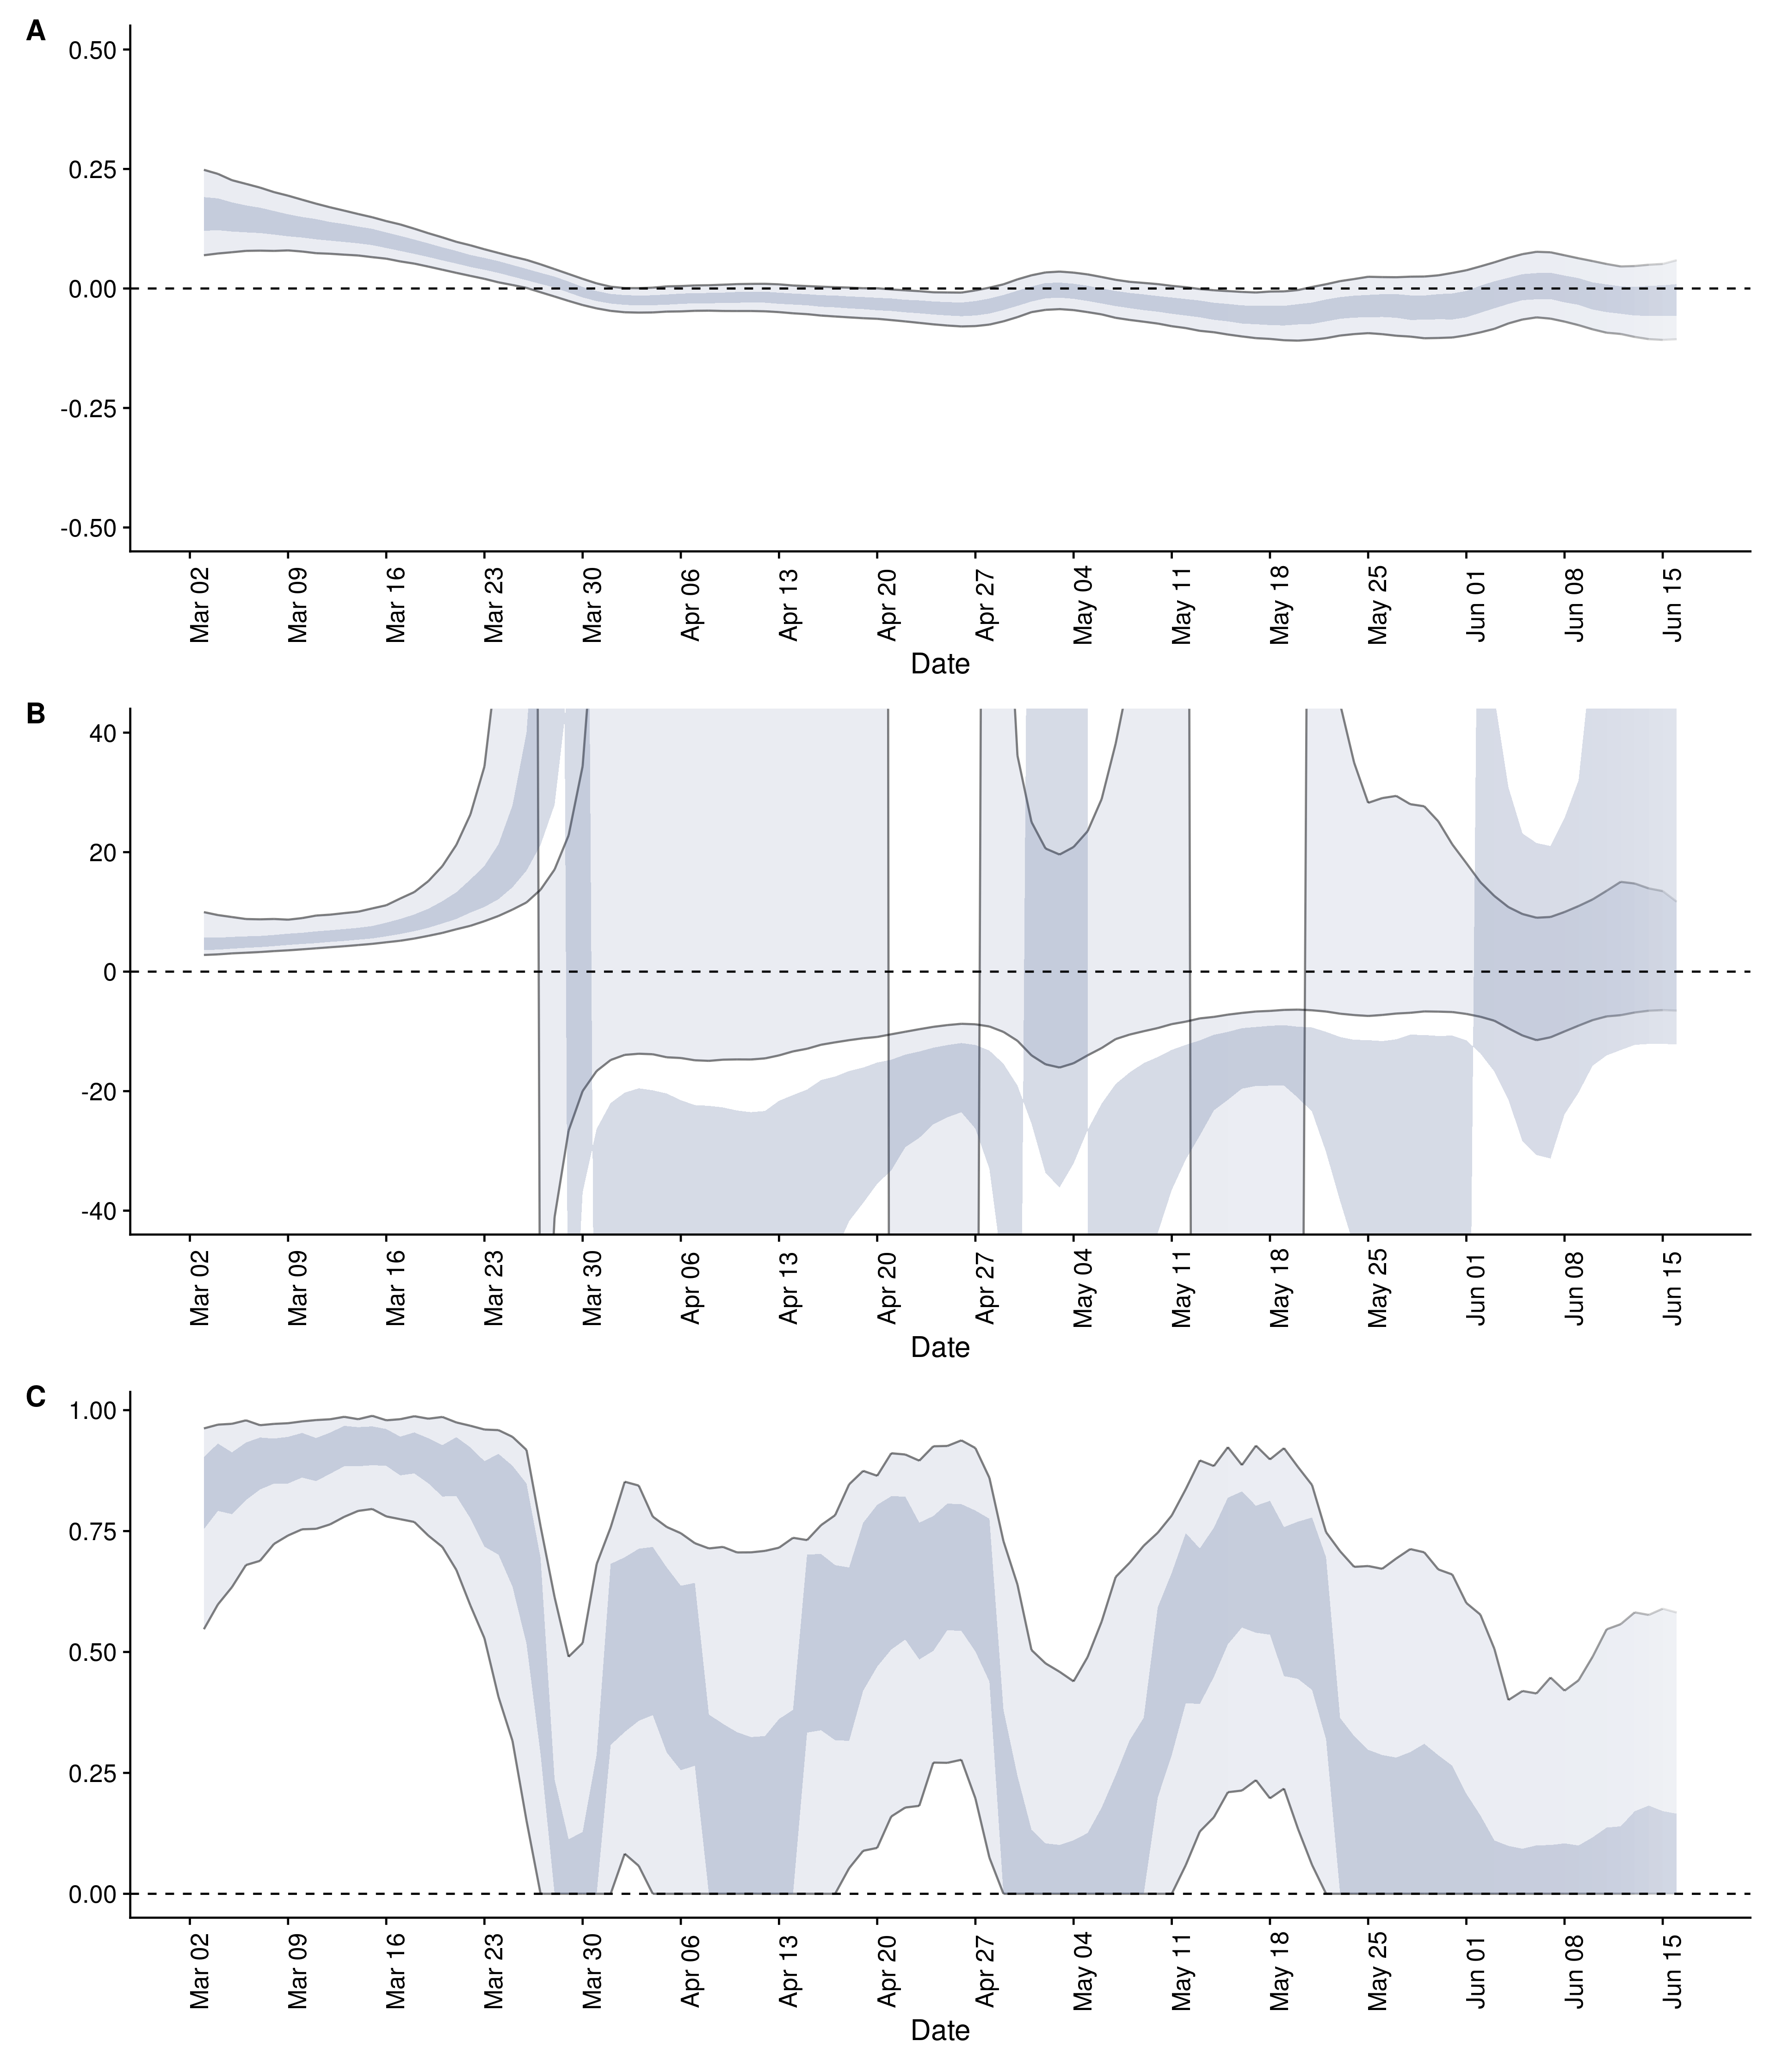 A
0.50
0.25
0.00
-0.25
-0.50
Mar 02
Mar 09
Mar 16
Mar 23
Mar 30
Apr 06
Apr 13
Apr 20
Apr 27
May 04
May 11
May 18
May 25
Jun 01
Jun 08
Jun 15
Date
B
40
20
0
-20
-40
Mar 02
Mar 09
Mar 16
Mar 23
Mar 30
Apr 06
Apr 13
Apr 20
Apr 27
May 04
May 11
May 18
May 25
Jun 01
Jun 08
Jun 15
Date
C
1.00
0.75
0.50
0.25
0.00
Mar 02
Mar 09
Mar 16
Mar 23
Mar 30
Apr 06
Apr 13
Apr 20
Apr 27
May 04
May 11
May 18
May 25
Jun 01
Jun 08
Jun 15
Date